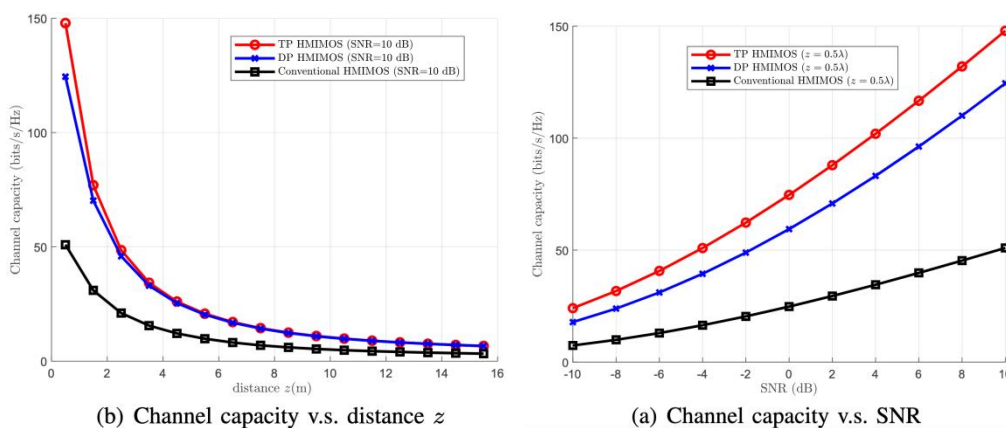 150
100
50
0
Channel capacity (bits/s/Hz)
TP HMIMOS (SNR=10 dB)
DP HMIMOS (SNR=10 dB)
Conventional HMIMOS (SNR=10 dB)
0 2 4 6 8 10 12 14 16
distance z(m)
(b) Channel capacity v.s. distance z
150
100
50
0
Channel capacity (bits/s/Hz)
TP HMIMOS (z = 0.5λ)
DP HMIMOS (z = 0.5λ)
Conventional HMIMOS (z = 0.5λ)
-10 -8 -6 -4 -2 0 2 4 6 8 10
SNR (dB)
(a) Channel capacity v.s. SNR